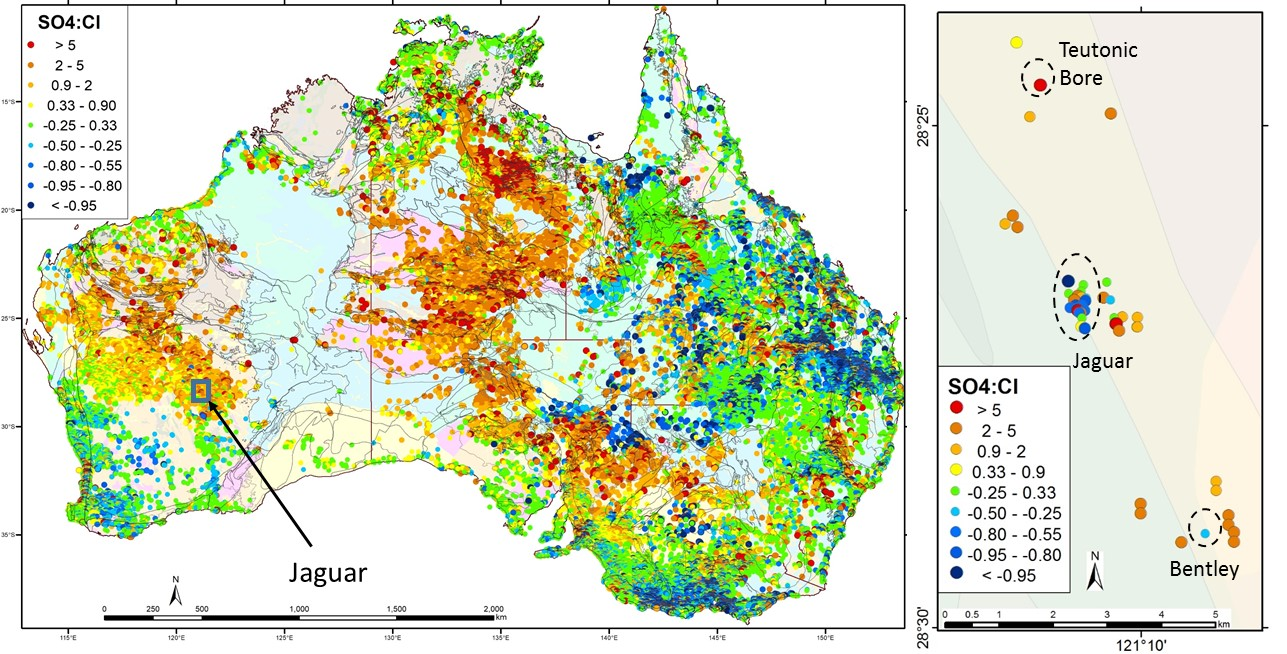 SO4:Cl
> 5
2 - 5
0.9 - 2
0.33 - 0.90
-0.25 - 0.33
-0.50 - -0.25
-0.80 - -0.55
-0.95 - -0.80
< -0.95
15°S
20°S
25°S
30°S
35°S
Jaguar
N
0 250 500 1,000 1,500 2,000
km
115°E 120°E 125°E 130°E 135°E 140°E 145°E 150°E
Teutonic
Bore
28°25'
Jaguar
SO4:Cl
> 5
2 - 5
0.9 - 2
0.33 - 0.9
-0.25 - 0.33
-0.50 - -0.25
-0.80 - -0.55
-0.95 - -0.80
< -0.95
Bentley
N
0 0.5 1 2 3 4 5
km
28°30'
121°10'